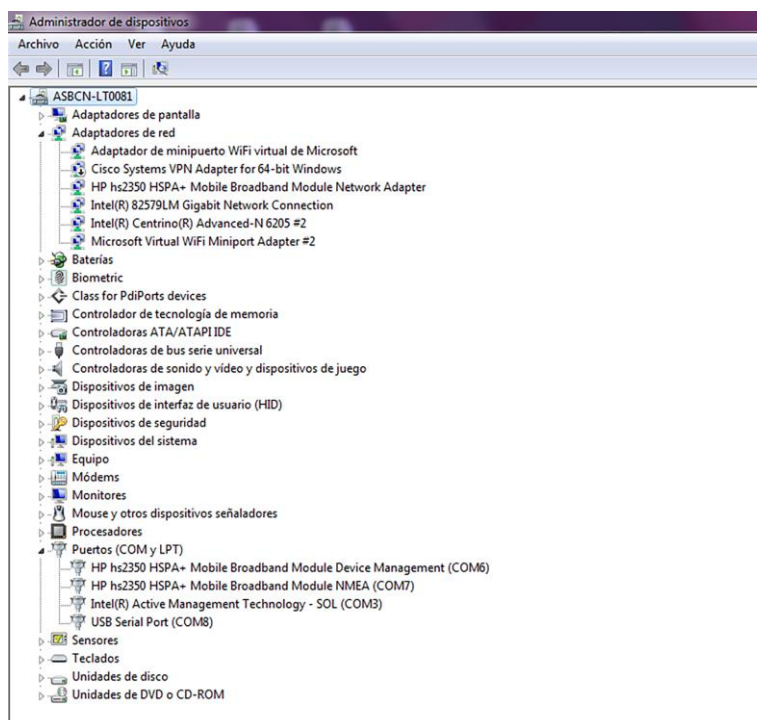 Administrador de dispositivos
Archivo Acción Ver Ayuda
ASBCN-LT0081
Adaptadores de pantalla
Adaptadores de red
Adaptador de minipuerto WiFi virtual de Microsoft
Cisco Systems VPN Adapter for 64-bit Windows
HP hs2350 HSPA+ Mobile Broadband Module Network Adapter
Intel(R) 82579LM Gigabit Network Connection
Intel(R) Centrino(R) Advanced-N 6205 #2
Microsoft Virtual WiFi Miniport Adapter #2
Baterías
Biometric
Class for PdiPorts devices
Controlador de tecnología de memoria
Controladoras ATA/ATAPI IDE
Controladoras de bus serie universal
Controladoras de sonido y vídeo y dispositivos de juego
Dispositivos de imagen
Dispositivos de interfaz de usuario (HID)
Dispositivos de seguridad
Dispositivos del sistema
Equipo
Módems
Monitores
Mouse y otros dispositivos señaladores
Procesadores
Puertos (COM y LPT)
HP hs2350 HSPA+ Mobile Broadband Module Device Management (COM6)
HP hs2350 HSPA+ Mobile Broadband Module NMEA (COM7)
Intel(R) Active Management Technology - SOL (COM3)
USB Serial Port (COM8)
Sensores
Teclados
Unidades de disco
Unidades de DVD o CD-ROM